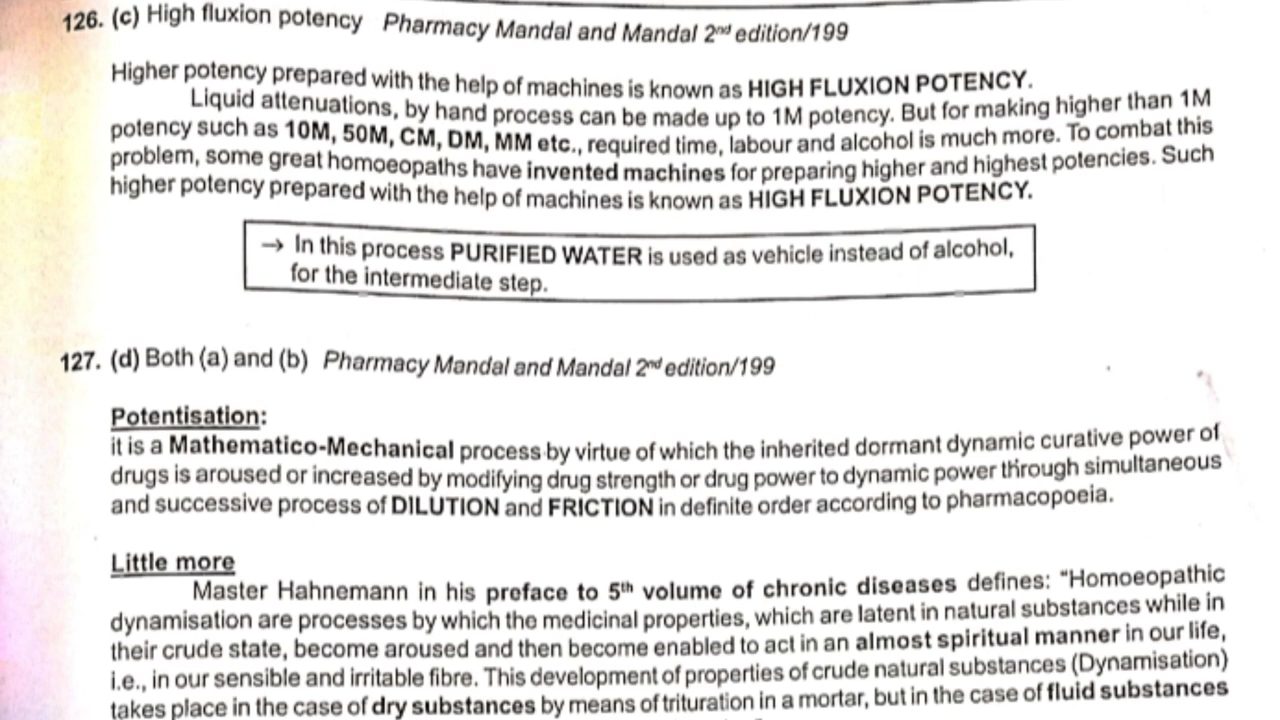 126. (c) High fluxion potency Pharmacy Mandal and Mandal 2nd edition/199
Higher potency prepared with the help of machines is known as HIGH FLUXION POTENCY.
Liquid attenuations, by hand process can be made up to 1M potency. But for making higher than 1M
potency such as 10M, 50M, CM, DM, MM etc., required time, labour and alcohol is much more. To combat this
problem, some great homoeopaths have invented machines for preparing higher and highest potencies. Such
higher potency prepared with the help of machines is known as HIGH FLUXION POTENCY.
→ In this process PURIFIED WATER is used as vehicle instead of alcohol,
for the intermediate step.
127. (d) Both (a) and (b) Pharmacy Mandal and Mandal 2nd edition/199
Potentisation:
it is a Mathematico-Mechanical process by virtue of which the inherited dormant dynamic curative power of
drugs is aroused or increased by modifying drug strength or drug power to dynamic power through simultaneous
and successive process of DILUTION and FRICTION in definite order according to pharmacopoeia.
Little more
Master Hahnemann in his preface to 5th volume of chronic diseases defines: "Homoeopathic
dynamisation are processes by which the medicinal properties, which are latent in natural substances while in
their crude state, become aroused and then become enabled to act in an almost spiritual manner in our life,
i.e., in our sensible and irritable fibre. This development of properties of crude natural substances (Dynamisation)
takes place in the case of dry substances by means of trituration in a mortar, but in the case of fluid substances